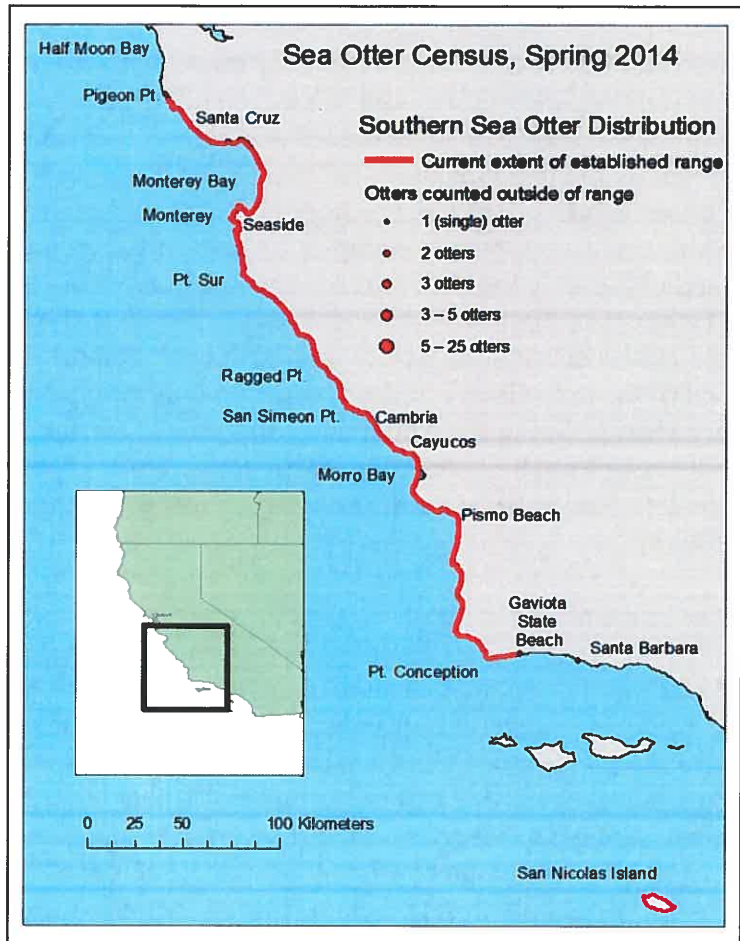 Half Moon Bay
Sea Otter Census, Spring 2014
Pigeon Pt.
Santa Cruz
Southern Sea Otter Distribution
Current extent of established range
Monterey Bay
Otters counted outside of range
Monterey
Seaside
1 (single) otter
2 otters
Pt. Sur
3 otters
3 – 5 otters
5 – 25 otters
Ragged Pt.
San Simeon Pt.
Cambria
Cayucos
Morro Bay
Pismo Beach
Gaviota
State
Beach
Santa Barbara
Pt. Conception
0 25 50 100 Kilometers
San Nicolas Island